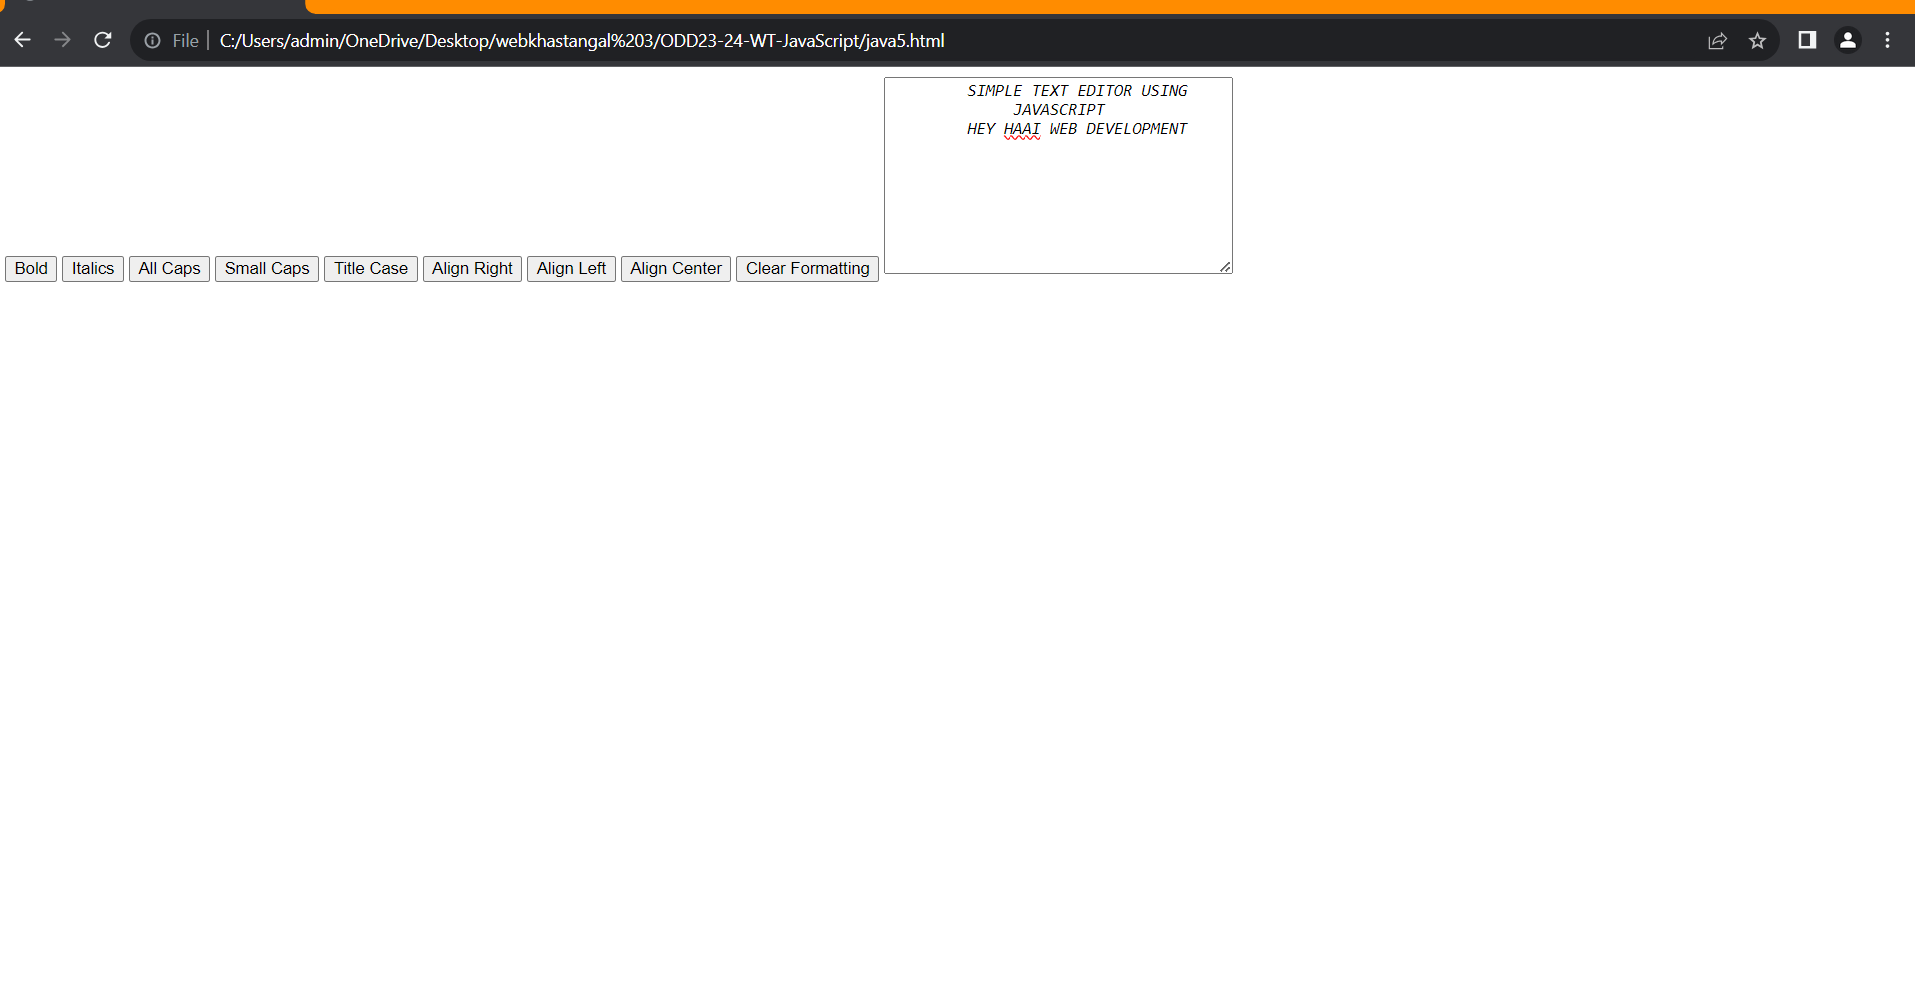 File
C:/Users/admin/OneDrive/Desktop/webkhastangal%203/ODD23-24-WT-JavaScript/java5.html
SIMPLE TEXT EDITOR USING
JAVASCRIPT
HEY HAAI WEB DEVELOPMENT
Bold Italics All Caps Small Caps Title Case Align Right Align Left Align Center Clear Formatting